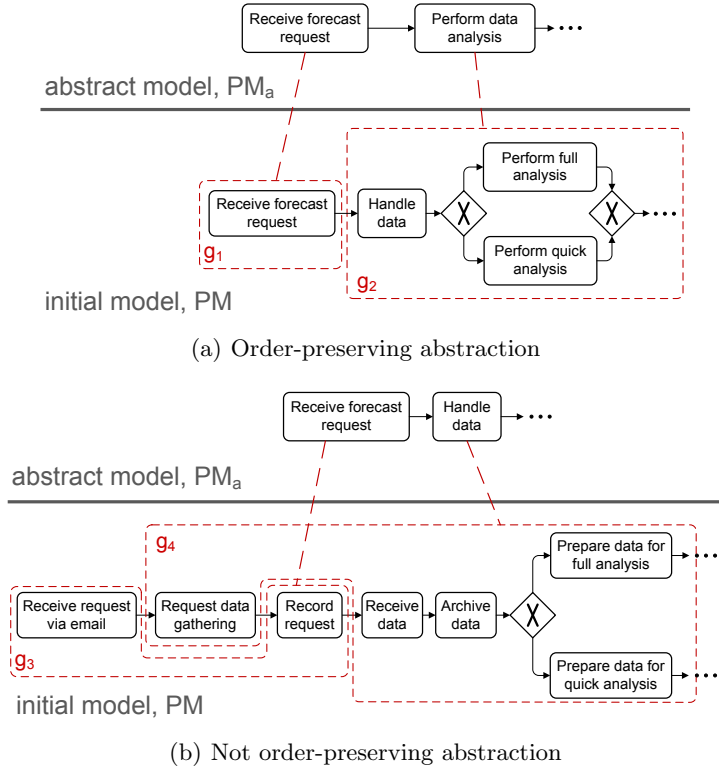 Receive forecast
request
Perform data
analysis
abstract model, PMa
Receive forecast
request
Handle
data
X
Perform full
analysis
Perform quick
analysis
X
g1
g2
initial model, PM
(a) Order-preserving abstraction
Receive forecast
request
Handle
data
abstract model, PMa
g4
Receive request
via email
Request data
gathering
Record
request
Receive
data
Archive
data
X
Prepare data for
full analysis
Prepare data for
quick analysis
g3
initial model, PM
(b) Not order-preserving abstraction